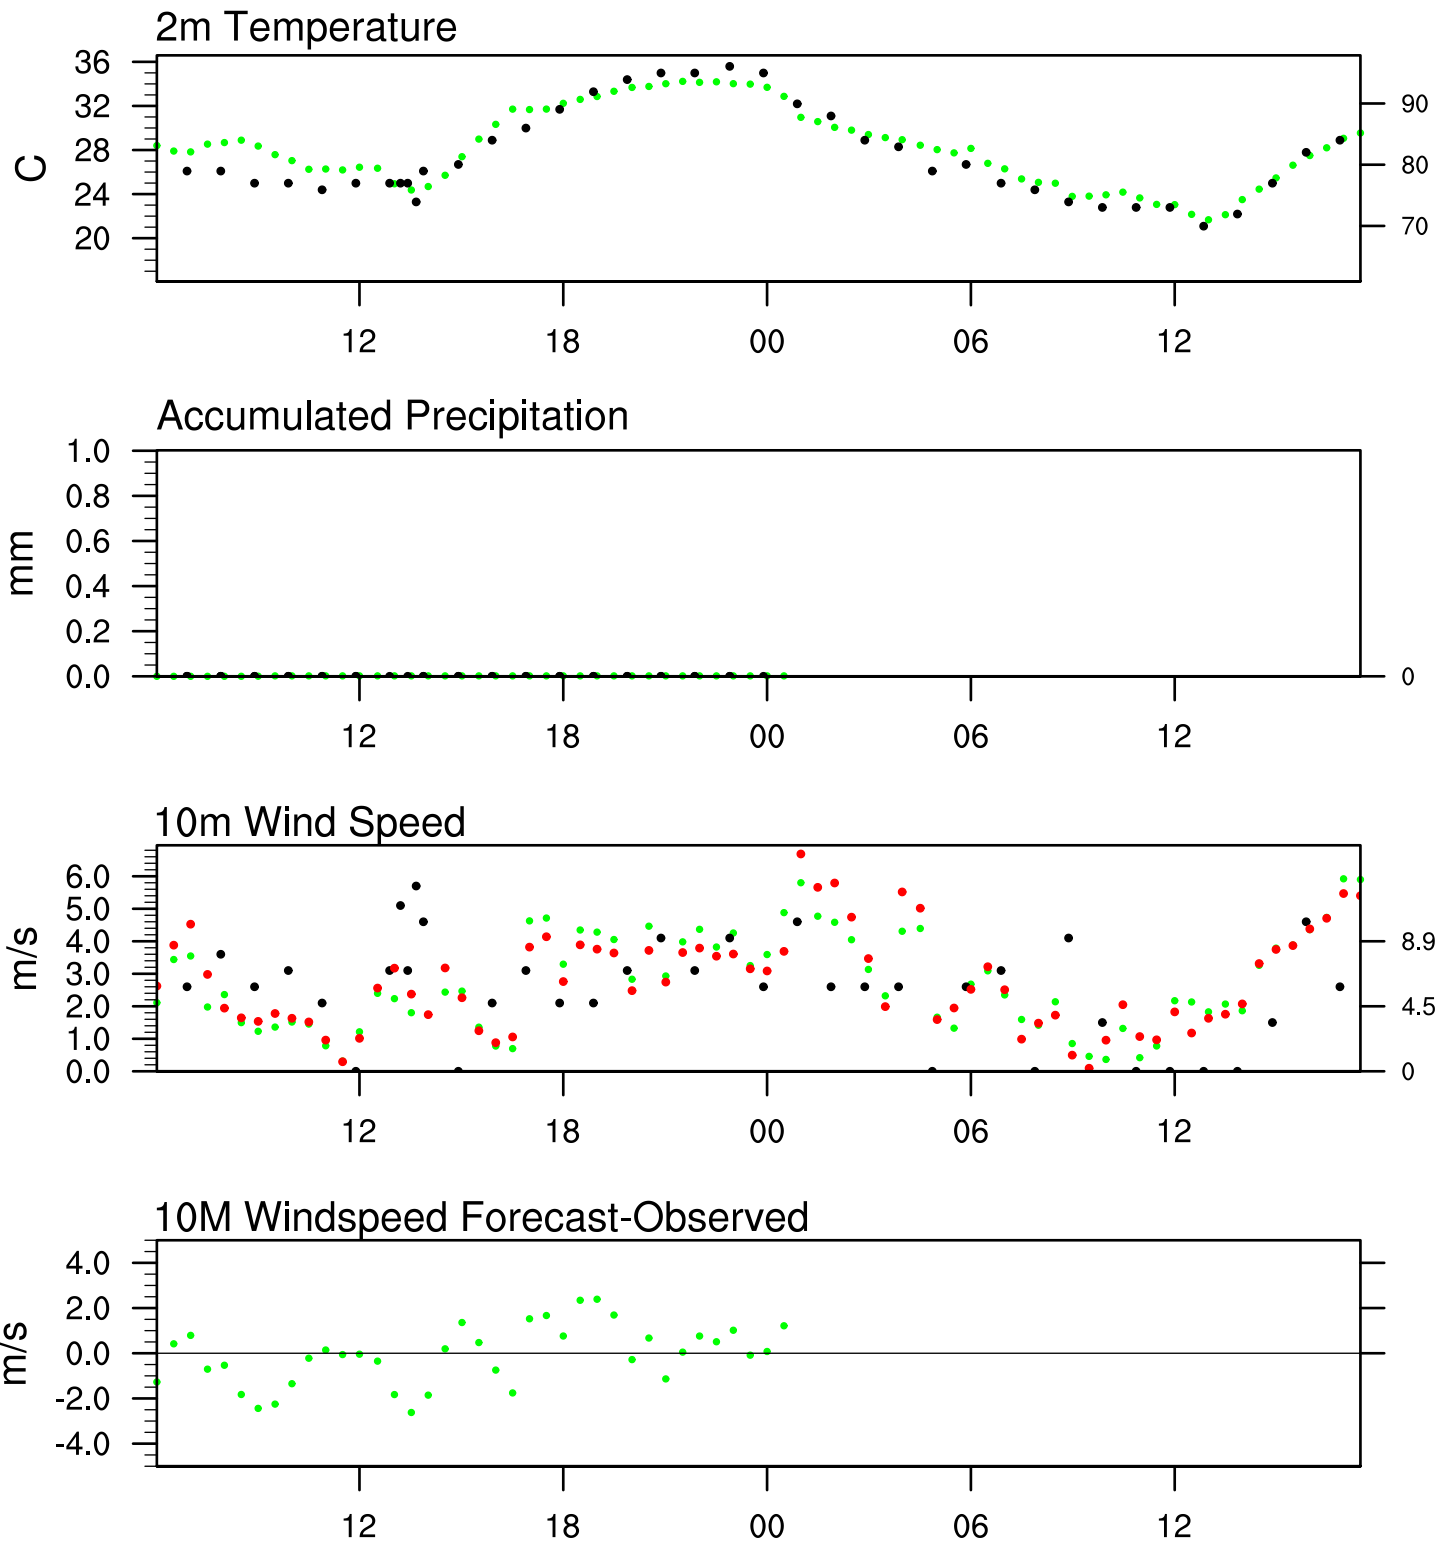 2m Temperature
36
32
28
24
20
C
90
80
70
12 18 00 06 12
Accumulated Precipitation
1.0
0.8
0.6
0.4
0.2
0.0
mm
0
12 18 00 06 12
10m Wind Speed
6.0
5.0
4.0
3.0
2.0
1.0
0.0
m/s
8.9
4.5
0
12 18 00 06 12
10M Windspeed Forecast-Observed
4.0
2.0
0.0
-2.0
-4.0
m/s
12 18 00 06 12